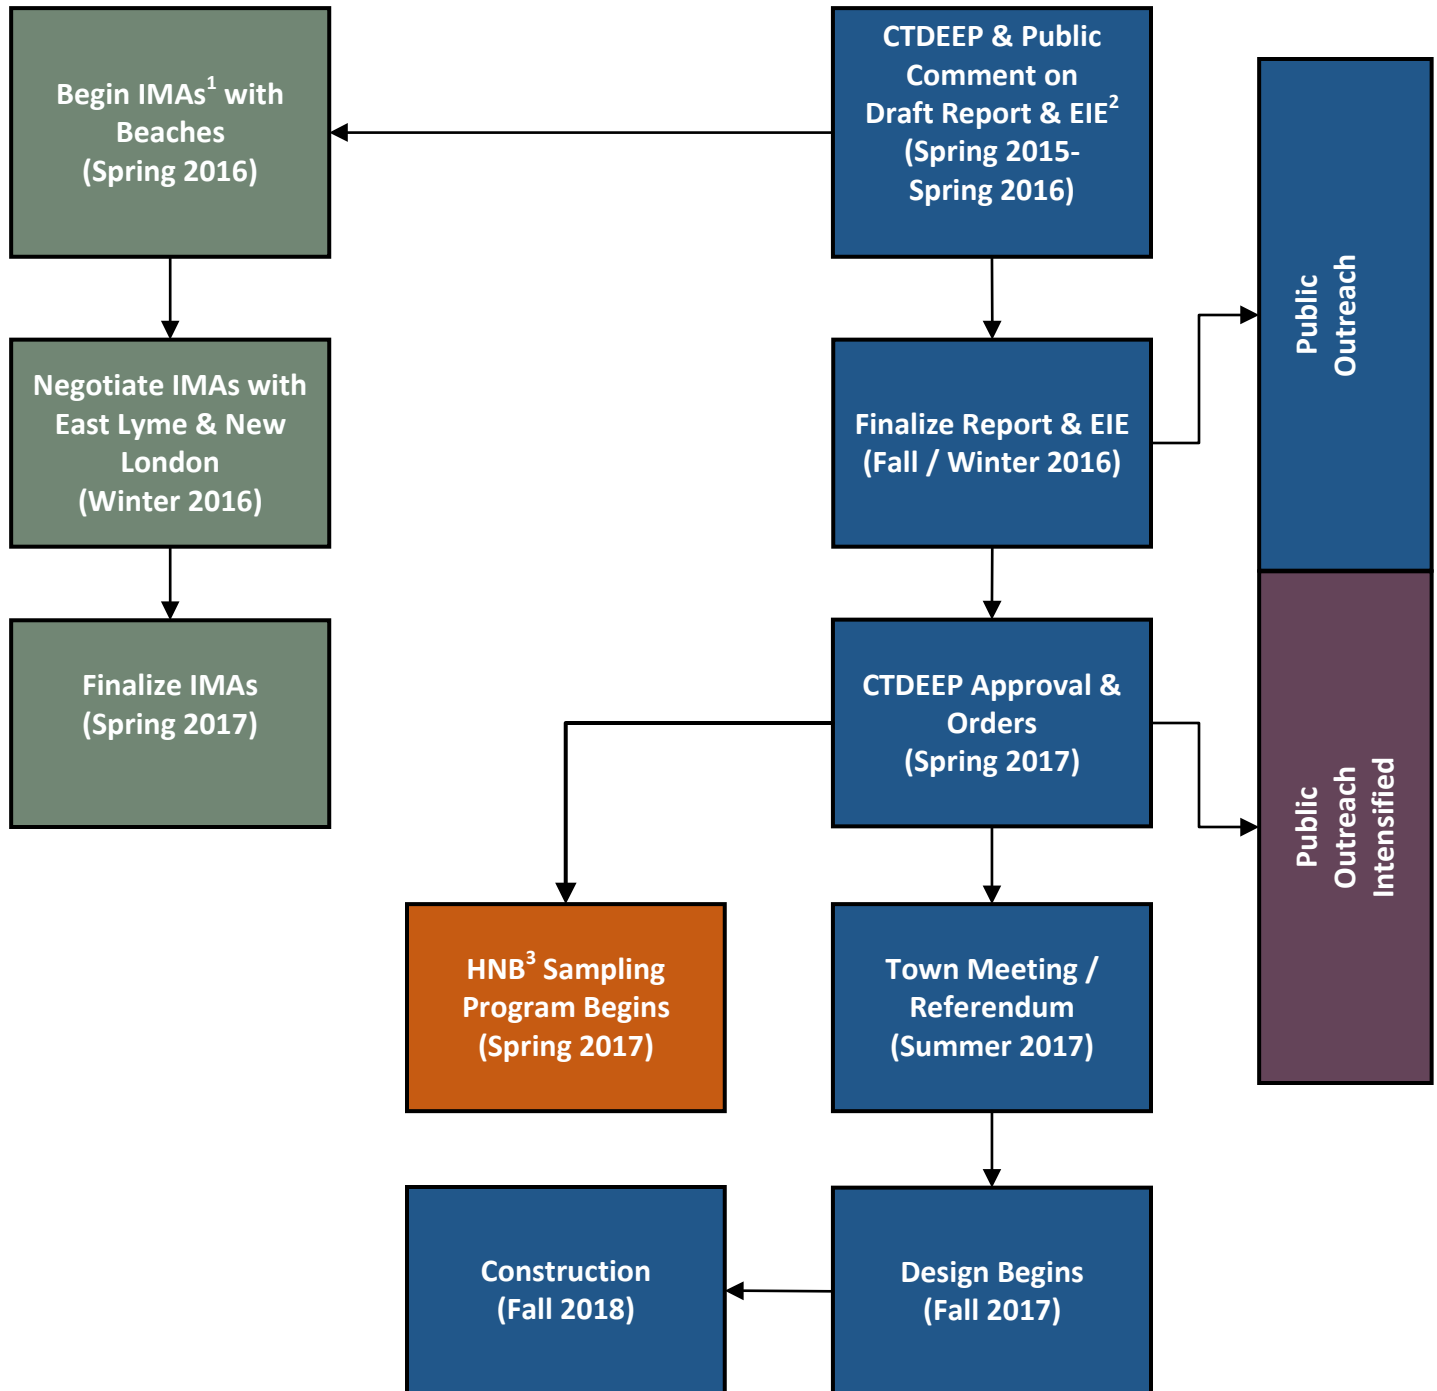 Begin IMAs¹ with
Beaches
(Spring 2016)
CTDEEP & Public
Comment on
Draft Report & EIE²
(Spring 2015-
Spring 2016)
Public
Outreach
Negotiate IMAs with
East Lyme & New
London
(Winter 2016)
Finalize Report & EIE
(Fall / Winter 2016)
Finalize IMAs
(Spring 2017)
CTDEEP Approval &
Orders
(Spring 2017)
Public
Outreach
Intensified
HNB³ Sampling
Program Begins
(Spring 2017)
Town Meeting /
Referendum
(Summer 2017)
Construction
(Fall 2018)
Design Begins
(Fall 2017)